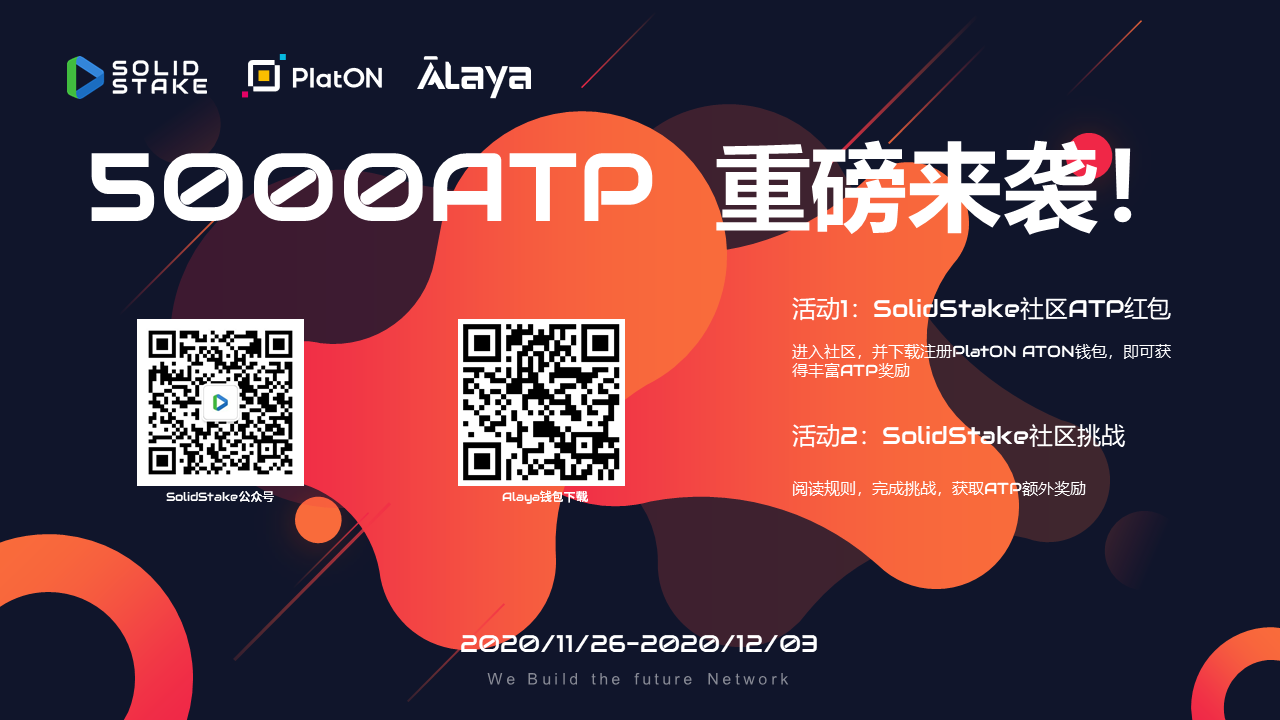 SOLID STAKE
PlatON
ALaya
5000ATP 重磅来袭!
活动1：SolidStake社区ATP红包
进入社区，并下载注册PlatON ATON钱包，即可获
得丰富ATP奖励
活动2：SolidStake社区挑战
阅读规则，完成挑战，获取ATP额外奖励
SolidStake公众号
Alaya钱包下载
2020/11/26-2020/12/03
We Build the future Network